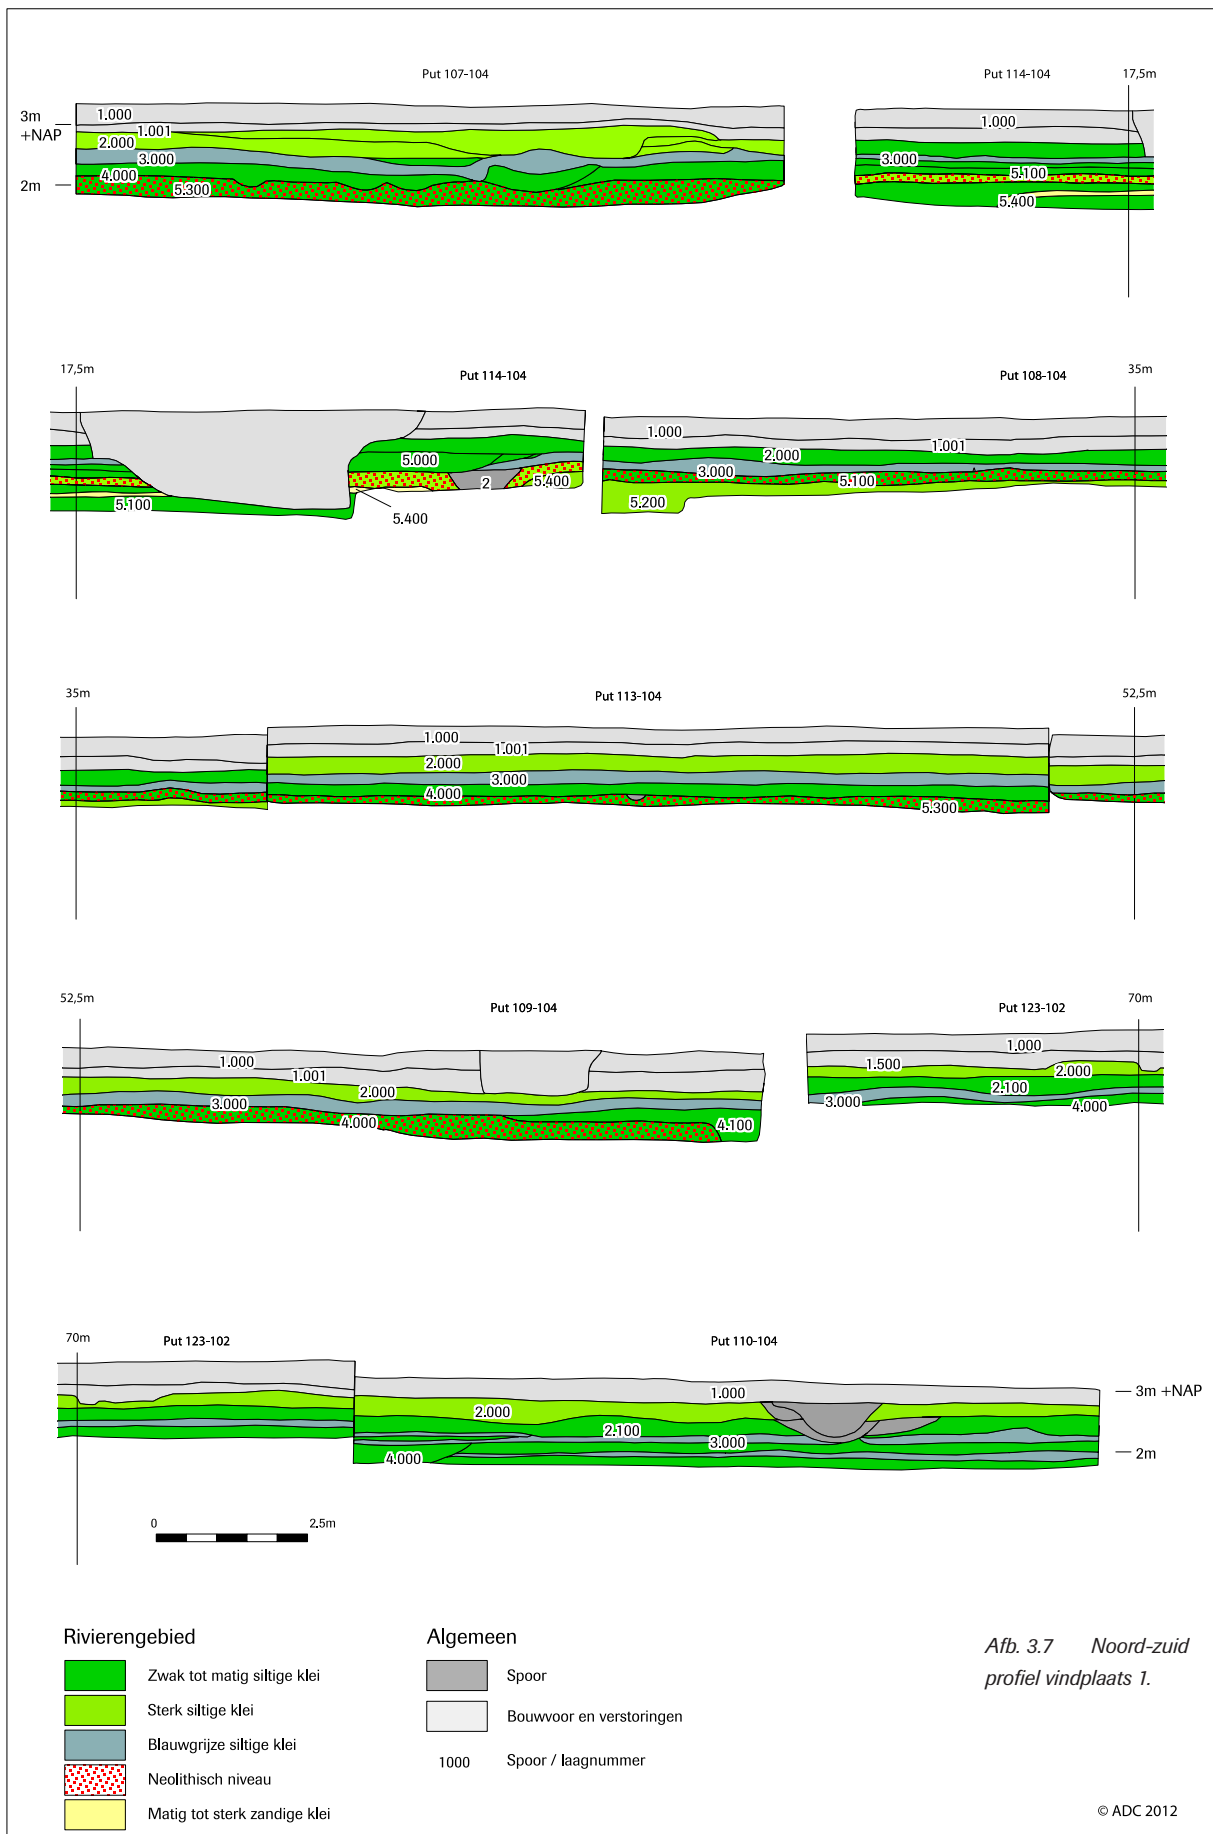 Put 107-104
Put 114-104
17,5m
3m
+NAP
2m
1.000
1.001
2.000
3.000
4.000
5.300
1.000
3.000
5.100
5.400
17,5m
Put 114-104
Put 108-104
35m
5.000
2
5.400
5.100
5.400
1.000
1.001
2.000
3.000
5.100
5.200
35m
Put 113-104
52,5m
1.000
1.001
2.000
3.000
4.000
5.300
52,5m
Put 109-104
Put 123-102
70m
1.000
1.001
2.000
3.000
4.000
4.100
1.000
1.500
2.000
2.100
3.000
4.000
70m
Put 123-102
Put 110-104
1.000
3m +NAP
2.000
2.100
3.000
2m
4.000
0 2.5m
Rivierengebied
Zwak tot matig siltige klei
Sterk siltige klei
Blauwgrijze siltige klei
Neolithisch niveau
Matig tot sterk zandige klei
Algemeen
Spoor
Bouwvoor en verstoringen
1000 Spoor / laagnummer
Afb. 3.7 Noord-zuid
profiel vindplaats 1.
© ADC 2012